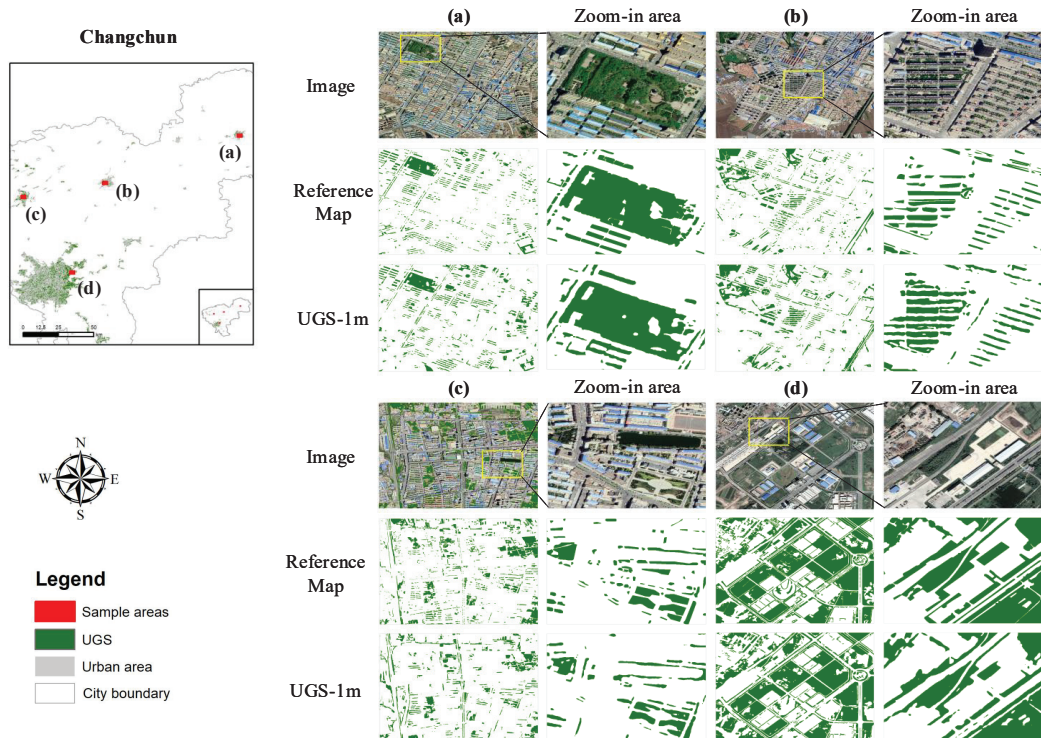 Changchun
(a)
(b)
(c)
(d)
0 12.5 25 50
N
W E
S
Legend
Sample areas
UGS
Urban area
City boundary
(a) Zoom-in area (b) Zoom-in area
Image
Reference
Map
UGS-1m
(c) Zoom-in area (d) Zoom-in area
Image
Reference
Map
UGS-1m